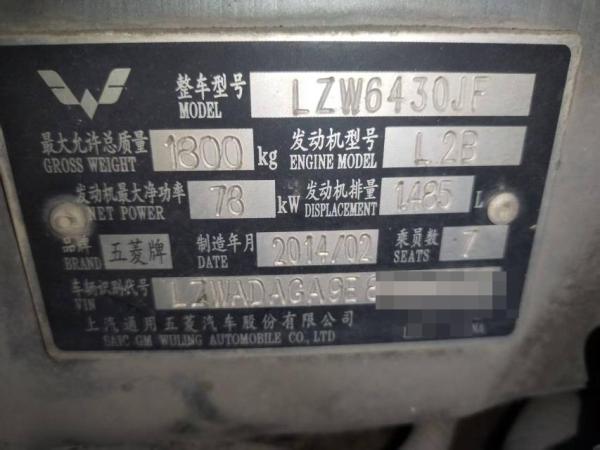 整车型号 MODEL LZW6430JF
最大允许总质量 GROSS WEIGHT 1800 kg 发动机型号 ENGINE MODEL L2B
发动机最大净功率 NET POWER 78 kW 发动机排量 DISPLACEMENT 1.485 L
品牌 BRAND 五菱牌 制造年月 DATE 2014/02 乘员数 SEATS 7
车辆识别代号 VIN LZWADAGA9E
上汽通用五菱汽车股份有限公司
SAIC GM WULING AUTOMOBILE CO., LTD